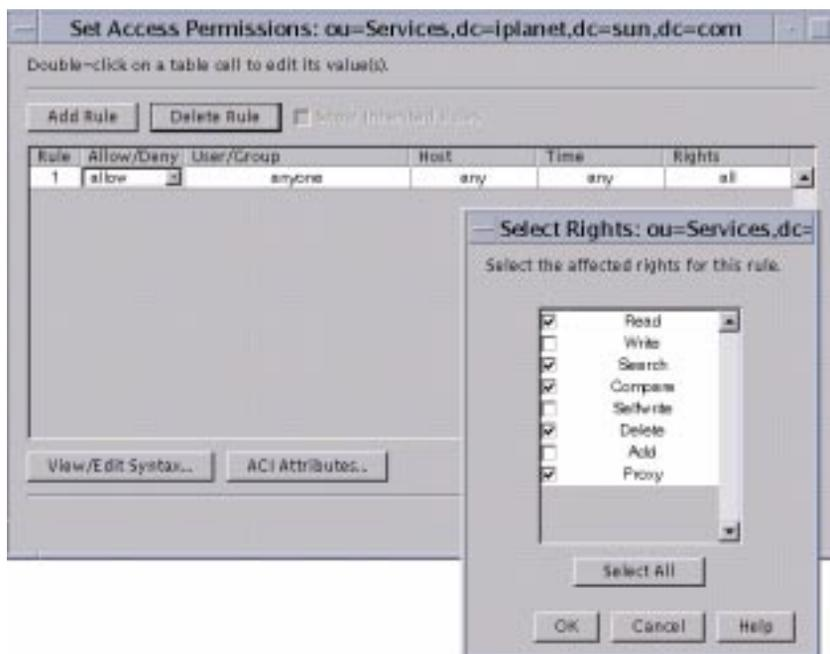 Set Access Permissions: ou=Services,dc=iplanet,dc=sun,dc=com
Double-click on a table cell to edit its value(s).
Add Rule Delete Rule Show Inherited Rules
Rule Allow/Deny User/Group Host Time Rights
1 allow anyone any any all
Select Rights: ou=Services,dc=
Select the affected rights for this rule.
Read
Write
Search
Compare
Selfwrite
Delete
Add
Proxy
View/Edit Syntax... ACI Attributes...
Select All
OK Cancel Help